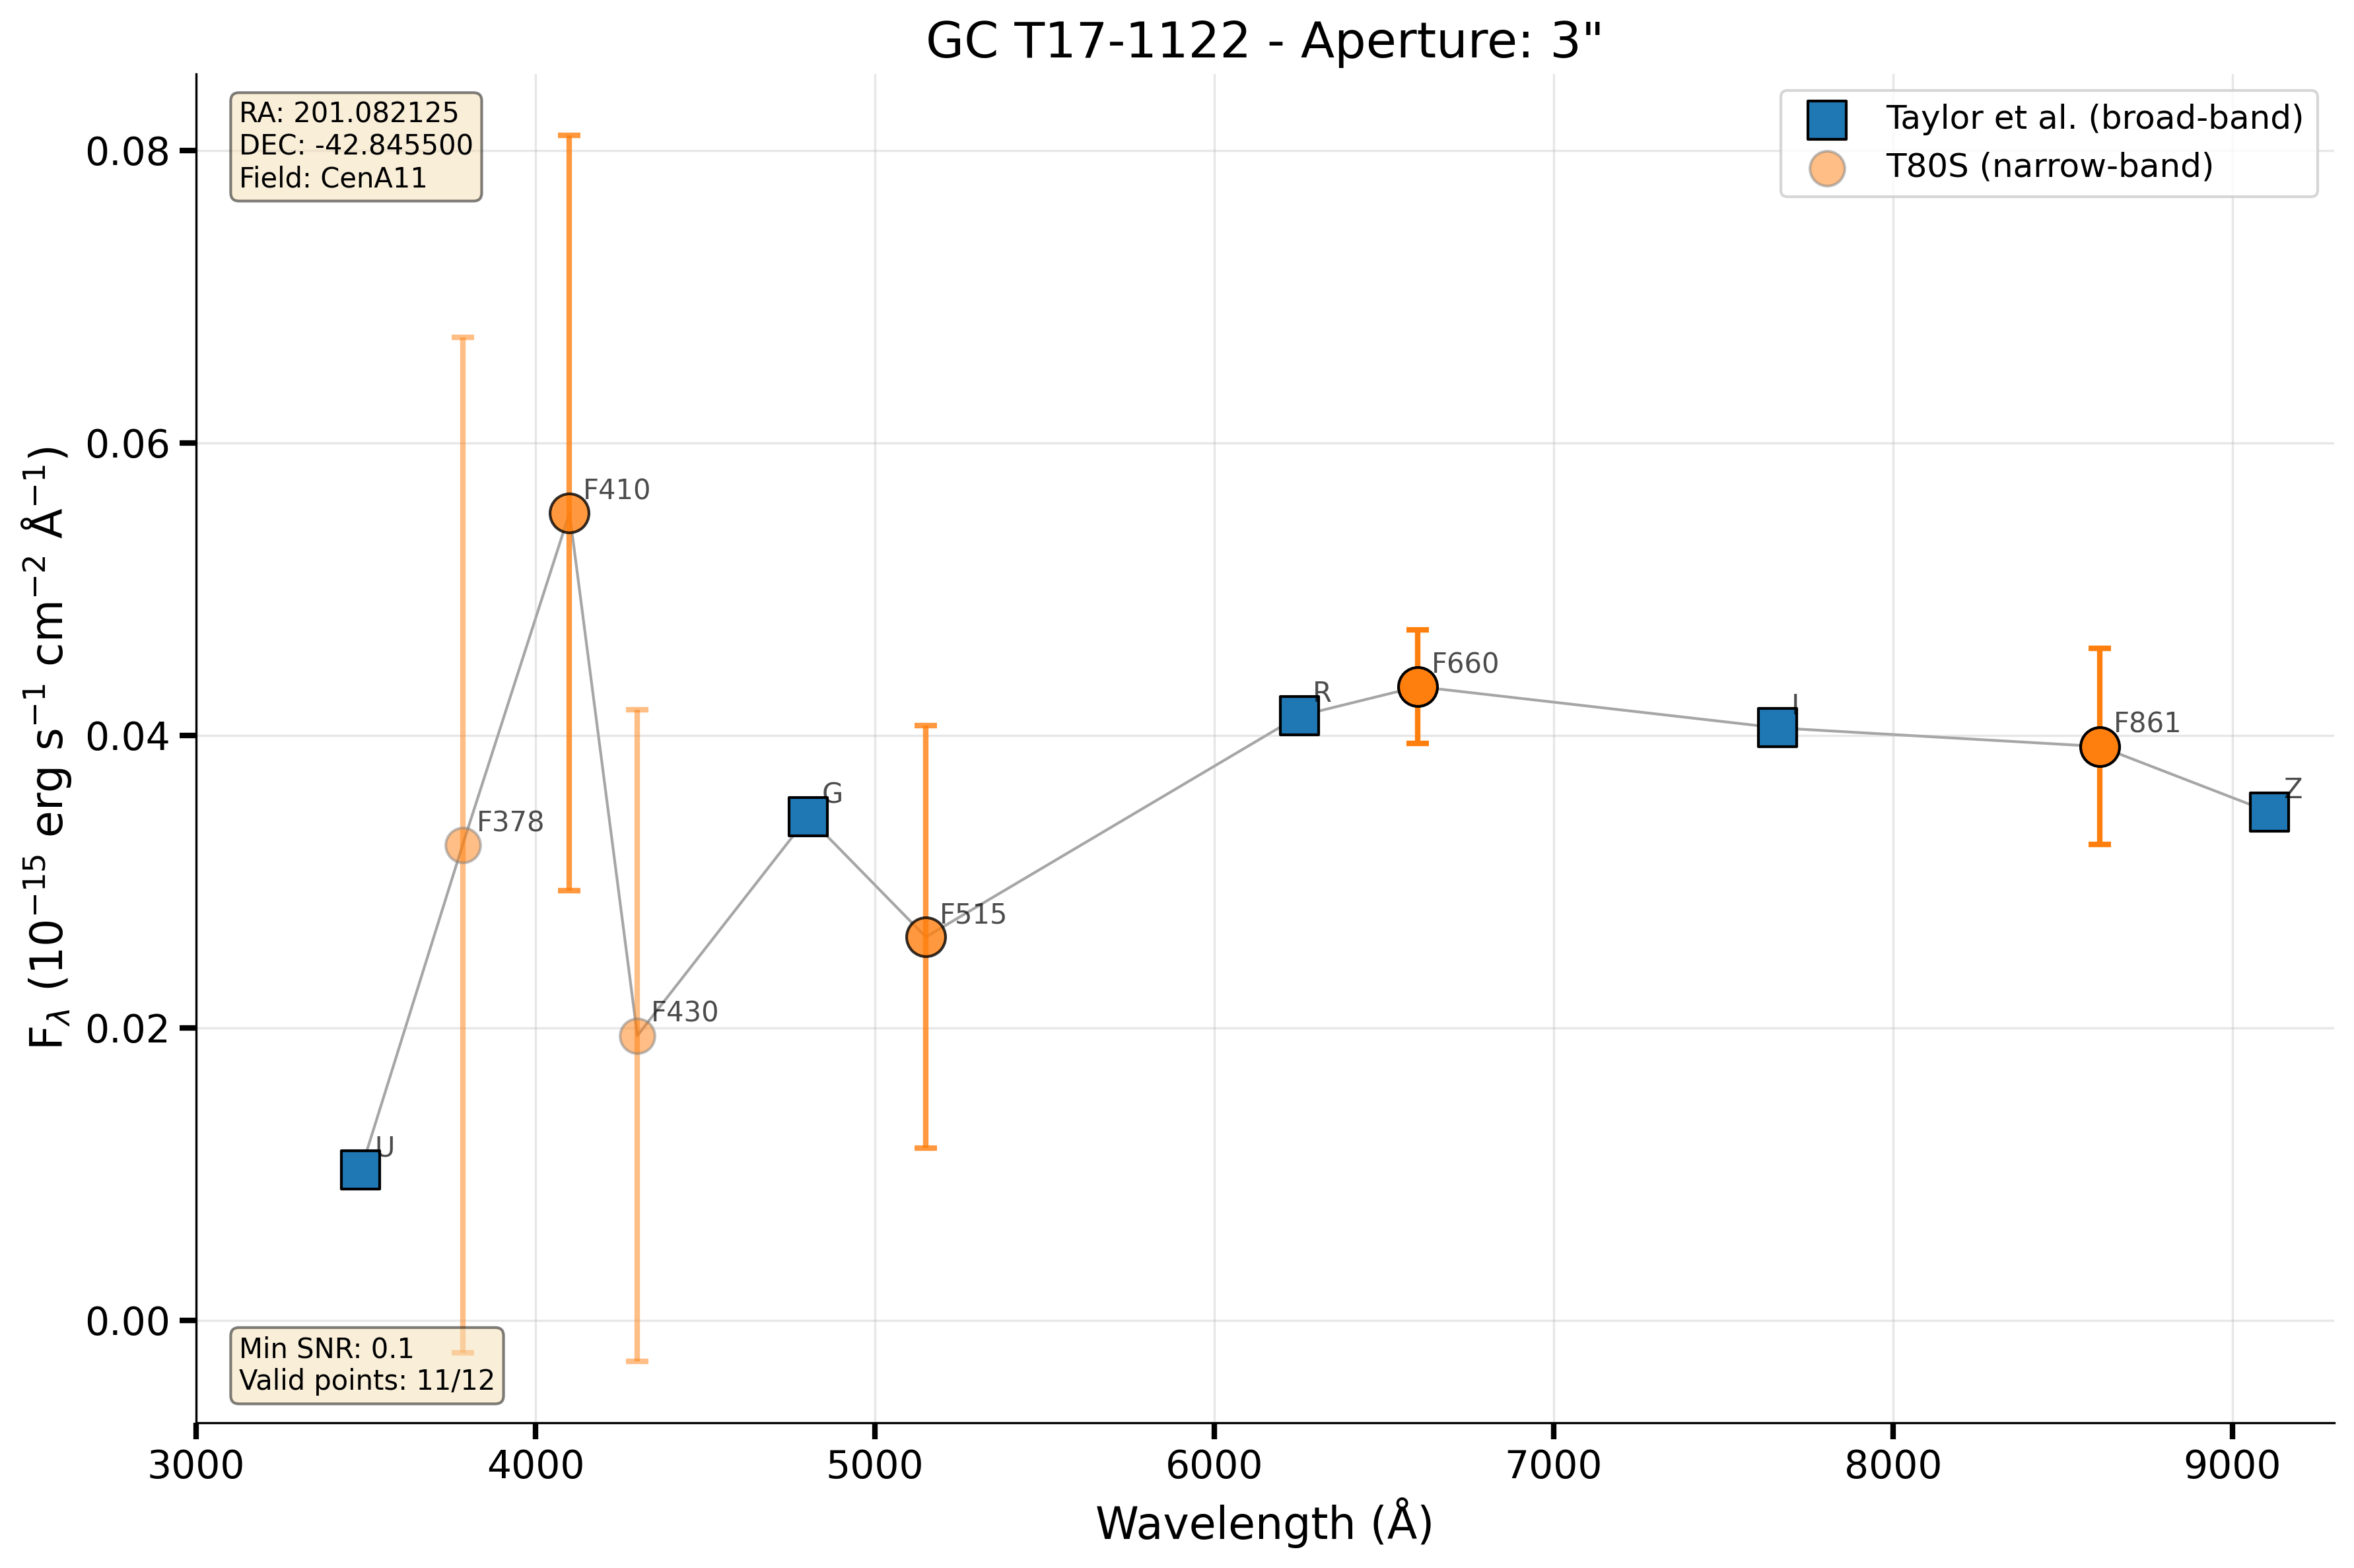 GC T17-1122 - Aperture: 3"
RA: 201.082125
DEC: -42.845500
Field: CenA11
Taylor et al. (broad-band)
T80S (narrow-band)
0.08
0.06
0.04
0.02
0.00
F410
F378
F430
U
G
F515
R
F660
I
F861
Z
Min SNR: 0.1
Valid points: 11/12
3000 4000 5000 6000 7000 8000 9000
Wavelength (Å)
F$_λ$ (10$^{−15}$ erg s$^{−1}$ cm$^{−2}$ Å$^{−1}$)